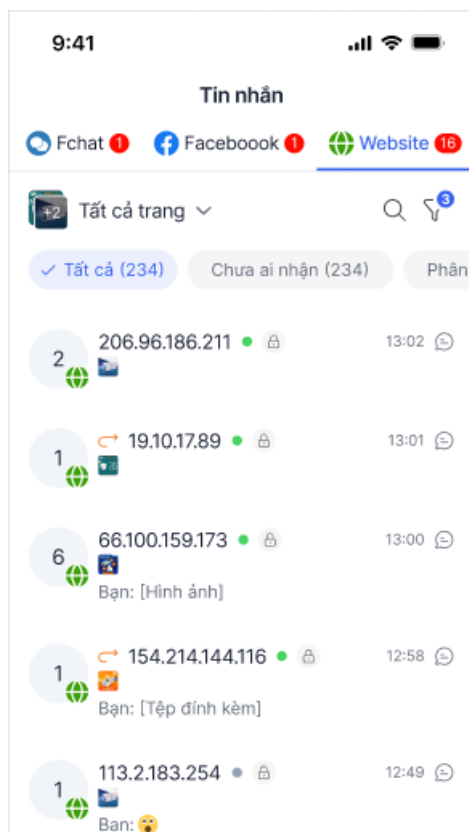 9:41
Tin nhắn
Fchat 1 Faceboook 1 Website 16
+2 Tất cả trang 3
Tất cả (234) Chưa ai nhận (234) Phân
2 206.96.186.211 13:02
1 19.10.17.89 13:01
6 66.100.159.173 13:00
Bạn: [Hình ảnh]
1 154.214.144.116 12:58
Bạn: [Tệp đính kèm]
1 113.2.183.254 12:49
Bạn: